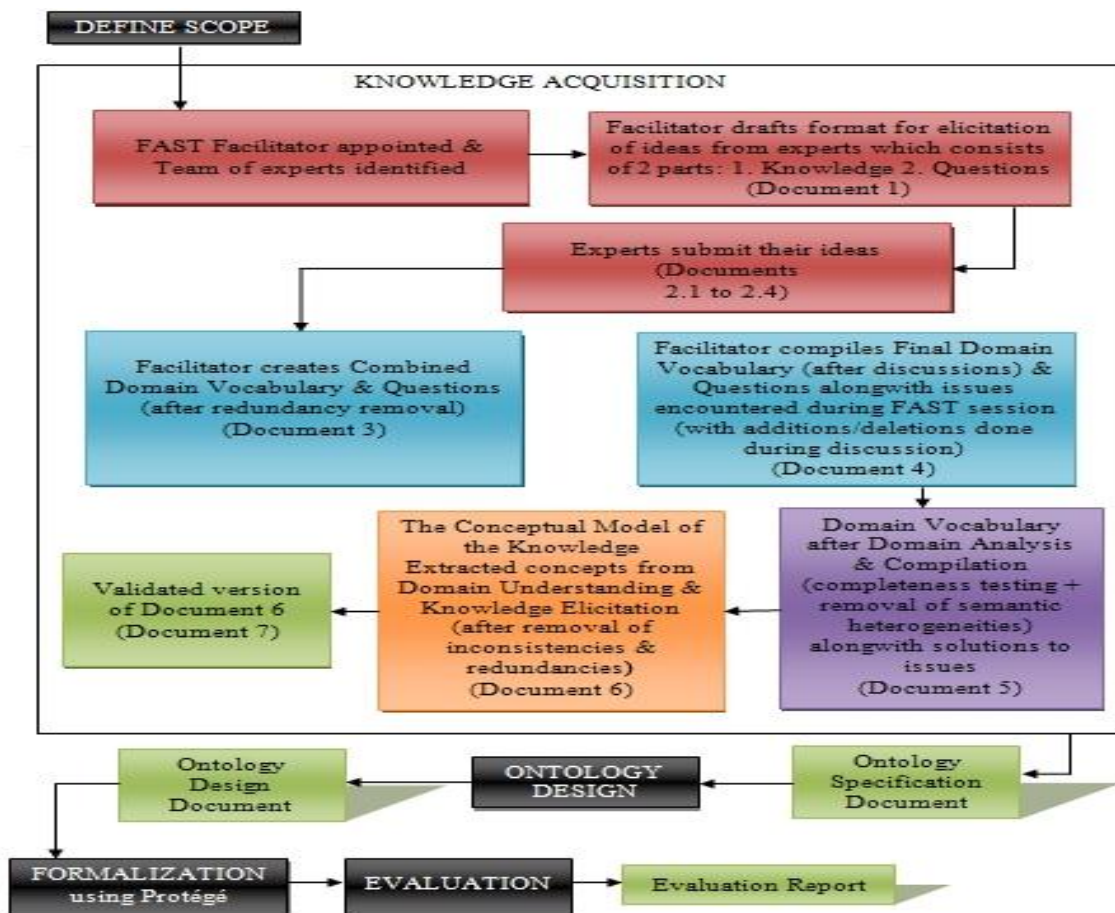 DEFINE SCOPE
KNOWLEDGE ACQUISITION
FAST Facilitator appointed &
Team of experts identified
Facilitator drafts format for elicitation
of ideas from experts which consists
of 2 parts: 1. Knowledge 2. Questions
(Document 1)
Experts submit their ideas
(Documents
2.1 to 2.4)
Facilitator creates Combined
Domain Vocabulary & Questions
(after redundancy removal)
(Document 3)
Facilitator compiles Final Domain
Vocabulary (after discussions) &
Questions alongwith issues
encountered during FAST session
(with additions/deletions done
during discussion)
(Document 4)
Domain Vocabulary
after Domain Analysis
& Compilation
(completeness testing +
removal of semantic
heterogeneities)
alongwith solutions to
issues
(Document 5)
The Conceptual Model of
the Knowledge
Extracted concepts from
Domain Understanding &
Knowledge Elicitation
(after removal of
inconsistencies &
redundancies)
(Document 6)
Validated version
of Document 6
(Document 7)
Ontology
Specification
Document
ONTOLOGY
DESIGN
Ontology
Design
Document
FORMALIZATION
using Protégé
EVALUATION
Evaluation Report